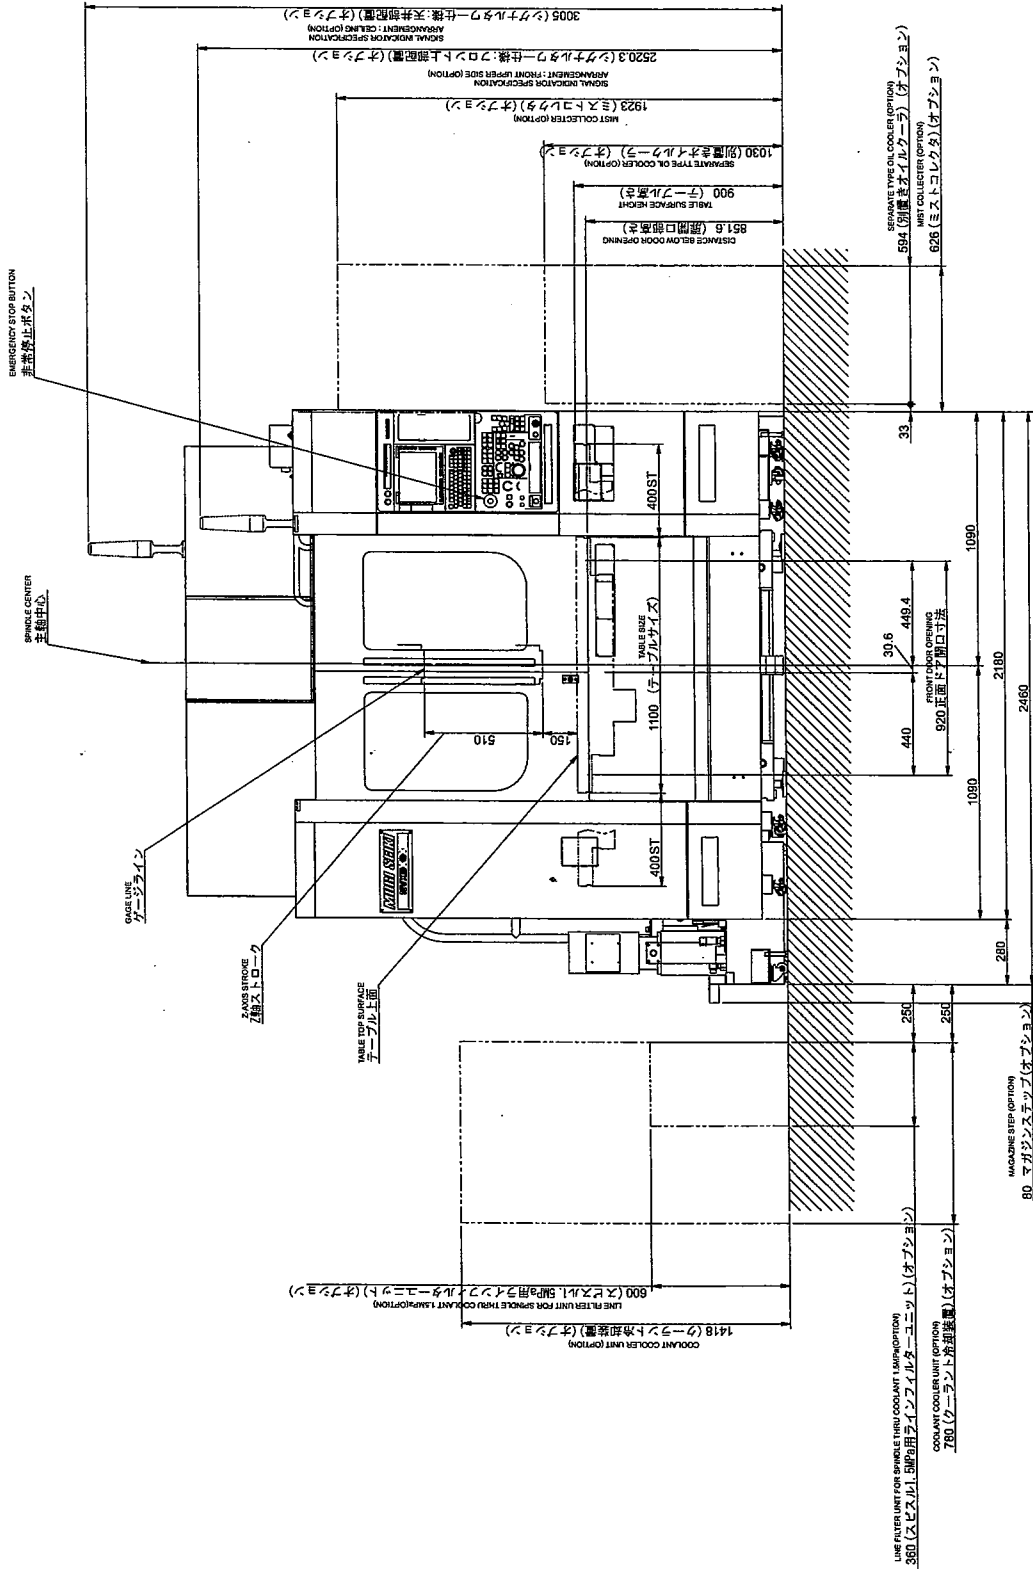 3005 (シグナルタワー仕様：天井部配置) (オプション)
SIGNAL INDICATOR SPECIFICATION
ARRANGEMENT : CEILING (OPTION)
2520.3 (シグナルタワー仕様：フロント上部配置) (オプション)
SIGNAL INDICATOR SPECIFICATION
ARRANGEMENT : FRONT UPPER SIDE (OPTION)
1923 (ミストコレクタ) (オプション)
MIST COLLECTER (OPTION)
1030 (別置きオイルクーラ) (オプション)
SEPARATE TYPE OIL COOLER (OPTION)
900 (テーブル高さ)
TABLE SURFACE HEIGHT
851.6 (扉開口部高さ)
DISTANCE BELOW DOOR OPENING
EMERGENCY STOP BUTTON
非常停止ボタン
SPINDLE CENTER
主軸中心
GAGE LINE
ゲージライン
Z-AXIS STROKE
Z軸ストローク
TABLE TOP SURFACE
テーブル上面
MORI SEIKI
510
150
400ST
TABLE SIZE
1100 (テーブルサイズ)
400ST
SEPARATE TYPE OIL COOLER (OPTION)
594 (別置きオイルクーラ) (オプション)
MIST COLLECTER (OPTION)
626 (ミストコレクタ) (オプション)
33
449.4
30.6
440
FRONT DOOR OPENING
920 正面ドア開口寸法
1090
1090
2180
2460
280
250
250
MAGAZINE STEP (OPTION)
80 マガジンステップ (オプション)
600 (スピスル1.5MPa用ラインフィルターユニット) (オプション)
LINE FILTER UNIT FOR SPINDLE THRU COOLANT 1.5MPa(OPTION)
1418 (クーラント冷却装置) (オプション)
COOLANT COOLER UNIT (OPTION)
LINE FILTER UNIT FOR SPINDLE THRU COOLANT 1.5MPa(OPTION)
360 (スピスル1.5MPa用ラインフィルターユニット) (オプション)
COOLANT COOLER UNIT (OPTION)
780 (クーラント冷却装置) (オプション)